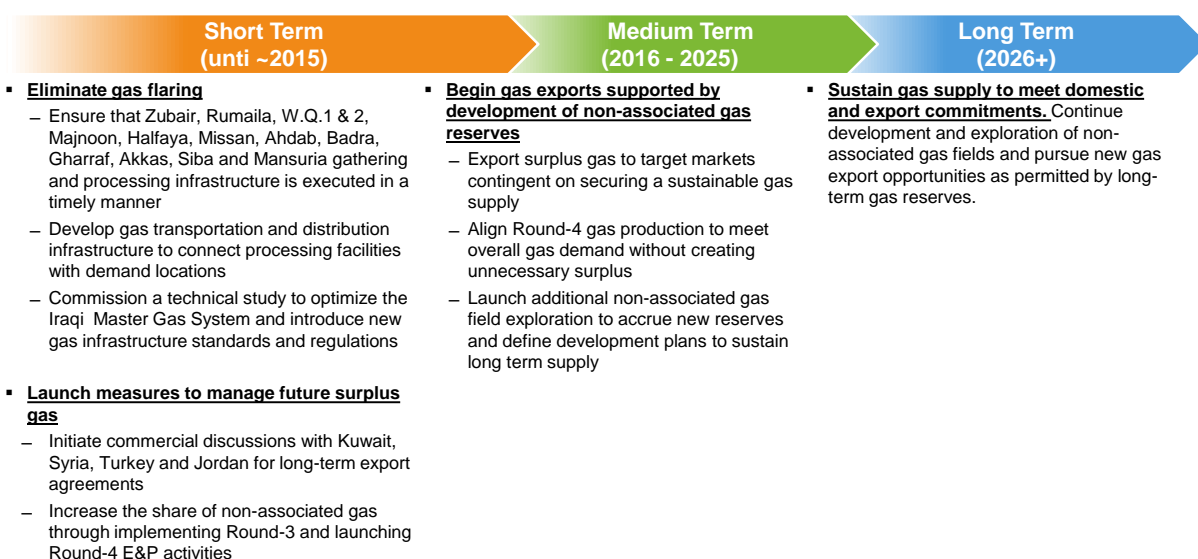 Short Term
(unti ~2015)
Medium Term
(2016 - 2025)
Long Term
(2026+)
▪ Eliminate gas flaring
– Ensure that Zubair, Rumaila, W.Q.1 & 2,
Majnoon, Halfaya, Missan, Ahdab, Badra,
Gharraf, Akkas, Siba and Mansuria gathering
and processing infrastructure is executed in a
timely manner
– Develop gas transportation and distribution
infrastructure to connect processing facilities
with demand locations
– Commission a technical study to optimize the
Iraqi Master Gas System and introduce new
gas infrastructure standards and regulations
▪ Launch measures to manage future surplus
gas
– Initiate commercial discussions with Kuwait,
Syria, Turkey and Jordan for long-term export
agreements
– Increase the share of non-associated gas
through implementing Round-3 and launching
Round-4 E&P activities
▪ Begin gas exports supported by
development of non-associated gas
reserves
– Export surplus gas to target markets
contingent on securing a sustainable gas
supply
– Align Round-4 gas production to meet
overall gas demand without creating
unnecessary surplus
– Launch additional non-associated gas
field exploration to accrue new reserves
and define development plans to sustain
long term supply
▪ Sustain gas supply to meet domestic
and export commitments. Continue
development and exploration of non-
associated gas fields and pursue new gas
export opportunities as permitted by long-
term gas reserves.